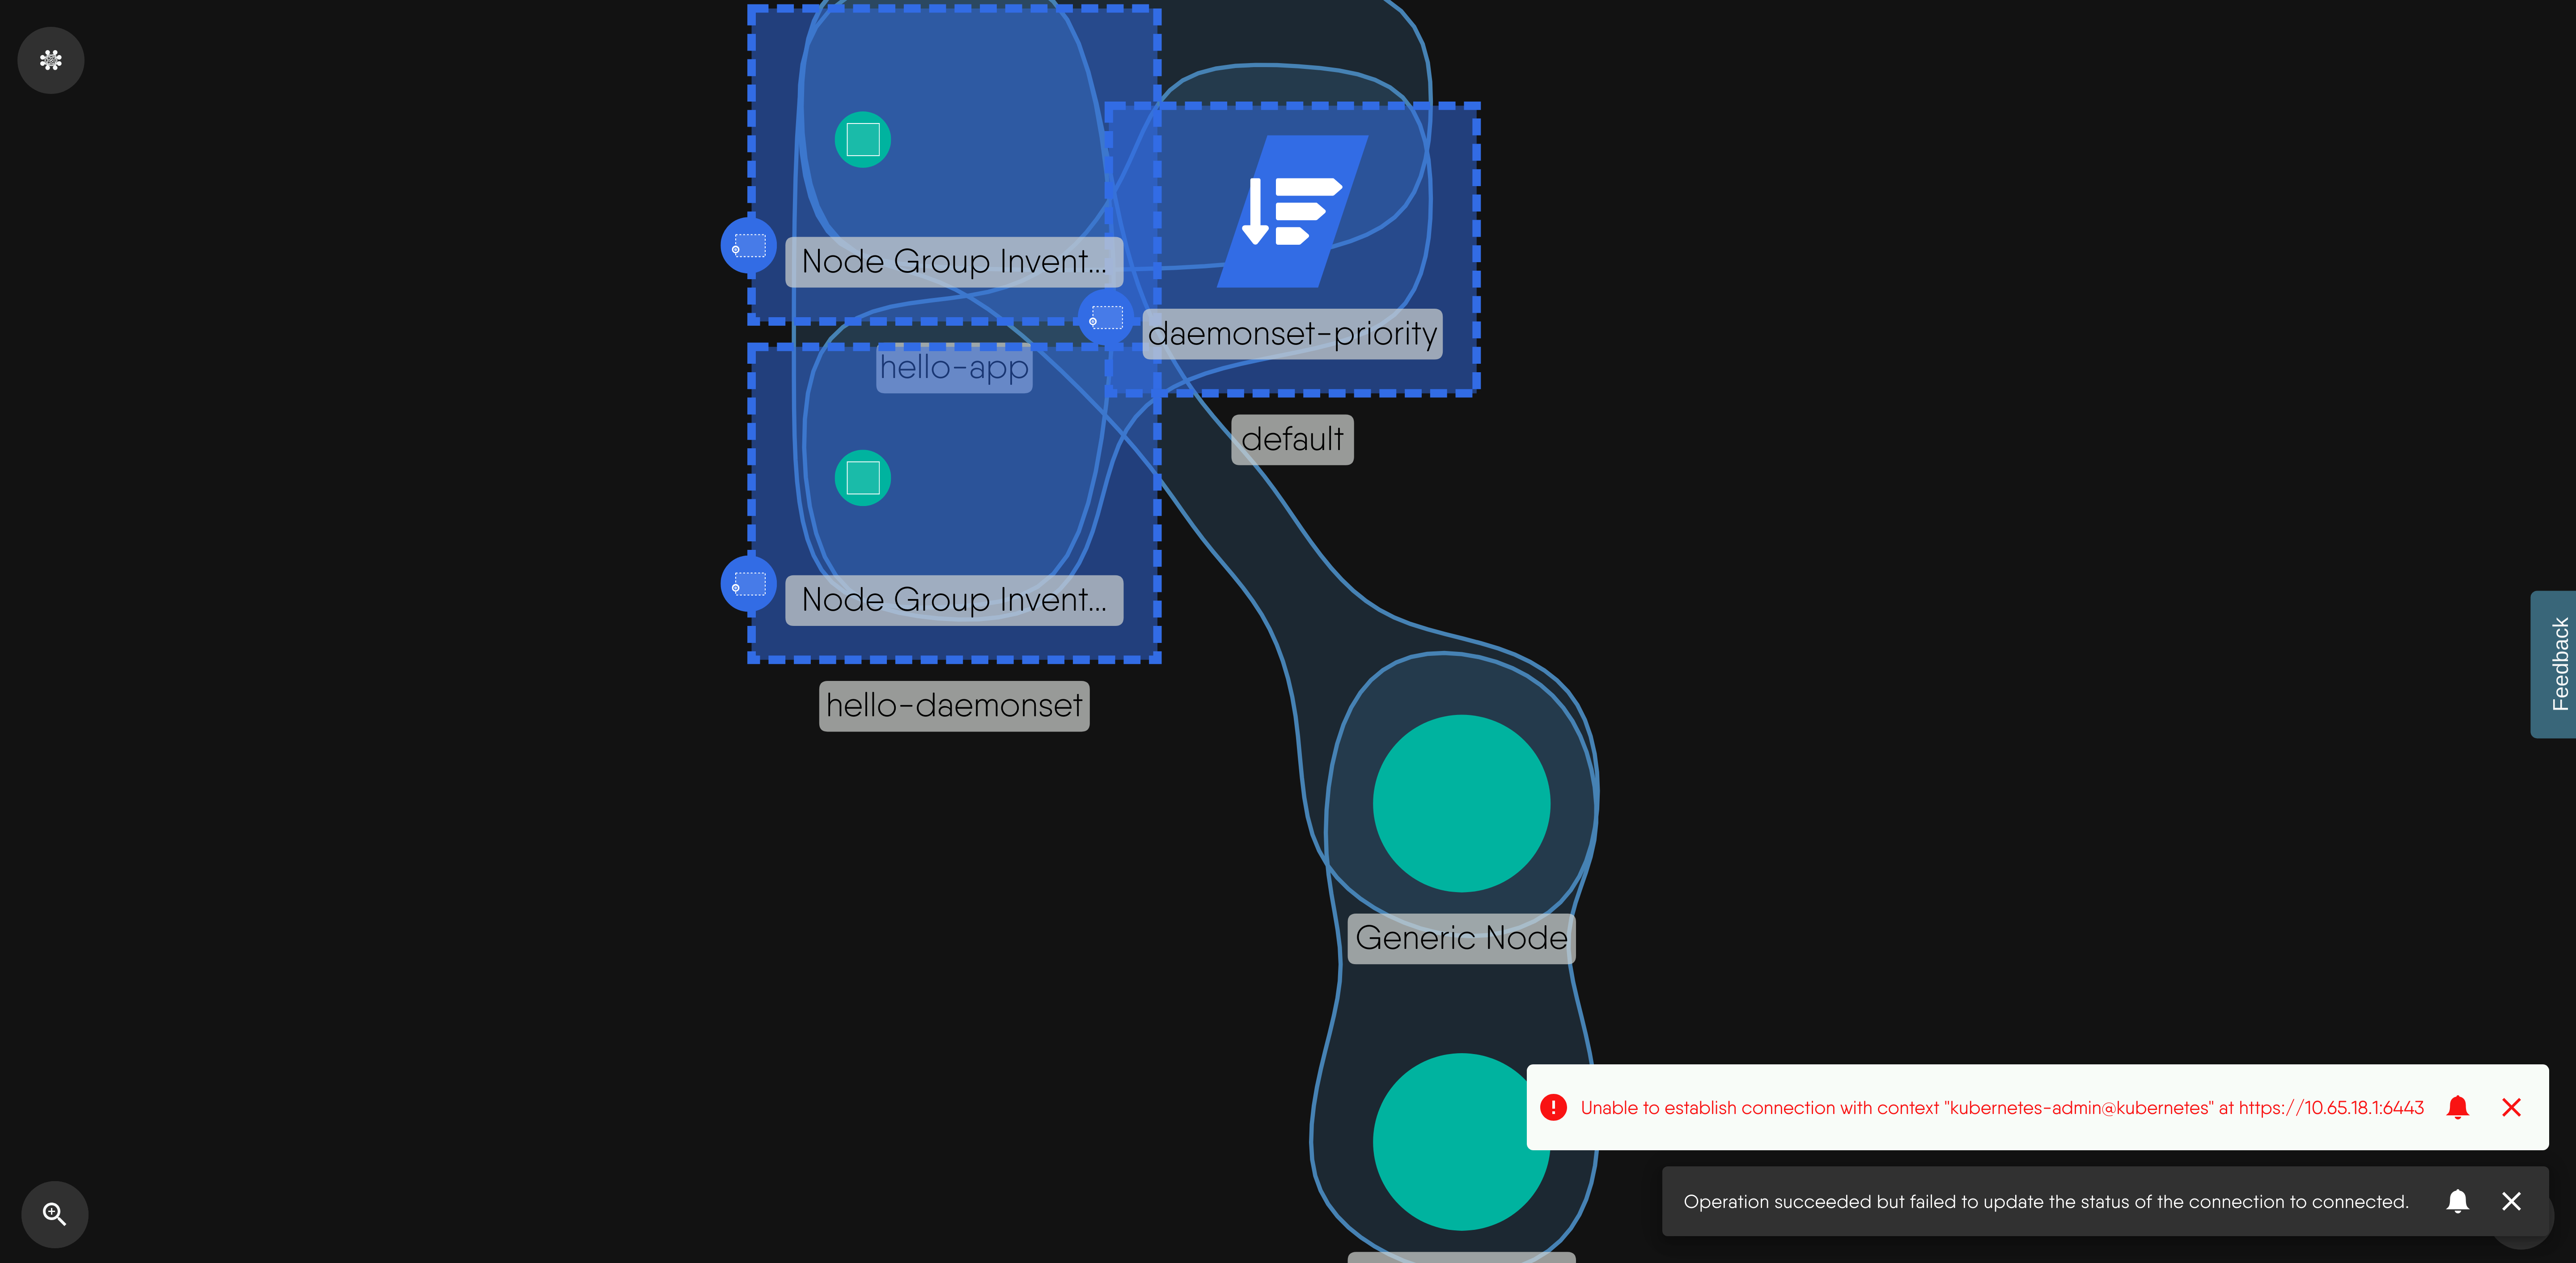 Node Group Invent...
daemonset-priority
hello-app
default
Node Group Invent...
hello-daemonset
Feedback
Generic Node
Unable to establish connection with context "kubernetes-admin@kubernetes" at https://10.65.18.1:6443
Operation succeeded but failed to update the status of the connection to connected.